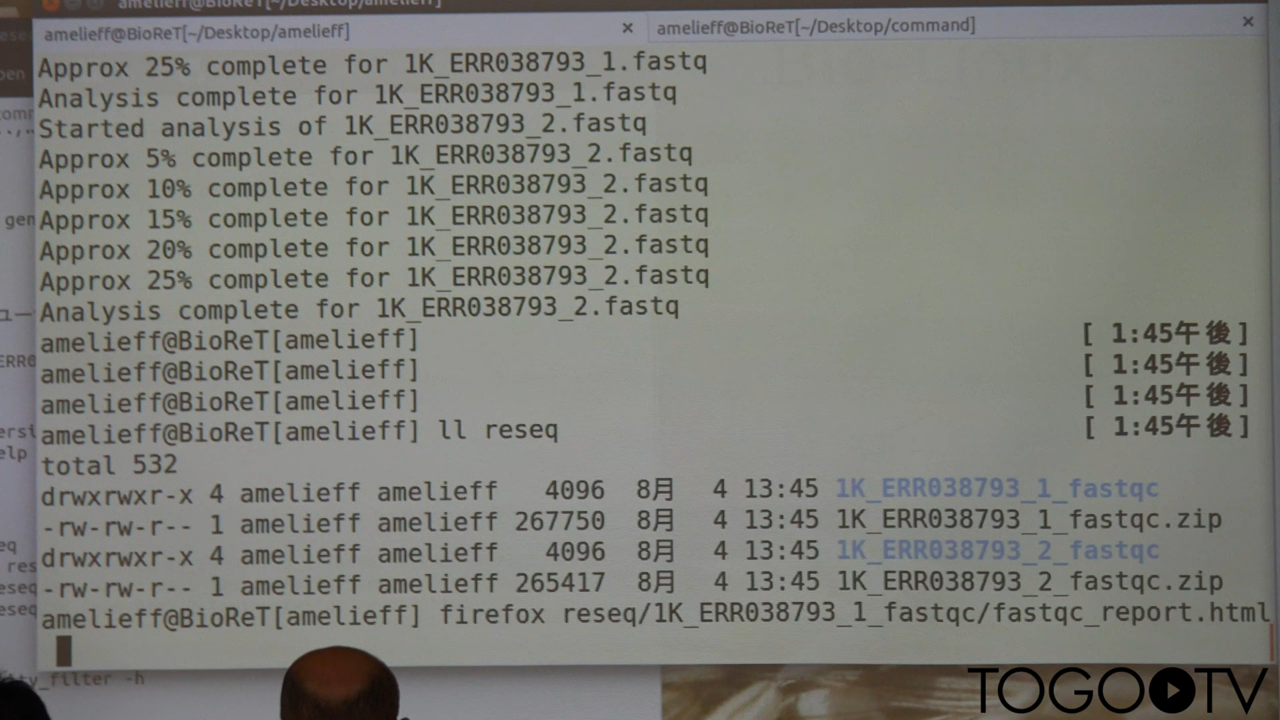 amelieff@BioReT[~/Desktop/amelieff]
amelieff@BioReT[~/Desktop/amelieff] × amelieff@BioReT[~/Desktop/command] ×
Approx 25% complete for 1K_ERR038793_1.fastq
Analysis complete for 1K_ERR038793_1.fastq
Started analysis of 1K_ERR038793_2.fastq
Approx 5% complete for 1K_ERR038793_2.fastq
Approx 10% complete for 1K_ERR038793_2.fastq
Approx 15% complete for 1K_ERR038793_2.fastq
Approx 20% complete for 1K_ERR038793_2.fastq
Approx 25% complete for 1K_ERR038793_2.fastq
Analysis complete for 1K_ERR038793_2.fastq
amelieff@BioReT[amelieff] [ 1:45午後]
amelieff@BioReT[amelieff] [ 1:45午後]
amelieff@BioReT[amelieff] [ 1:45午後]
amelieff@BioReT[amelieff] ll reseq [ 1:45午後]
total 532
drwxrwxr-x 4 amelieff amelieff 4096 8月 4 13:45 1K_ERR038793_1_fastqc
-rw-rw-r-- 1 amelieff amelieff 267750 8月 4 13:45 1K_ERR038793_1_fastqc.zip
drwxrwxr-x 4 amelieff amelieff 4096 8月 4 13:45 1K_ERR038793_2_fastqc
-rw-rw-r-- 1 amelieff amelieff 265417 8月 4 13:45 1K_ERR038793_2_fastqc.zip
amelieff@BioReT[amelieff] firefox reseq/1K_ERR038793_1_fastqc/fastqc_report.html
ty_filter -h
TOGOTV